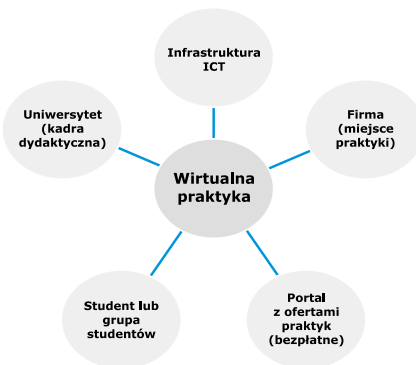 Infrastruktura
ICT
Uniwersytet
(kadra
dydaktyczna)
Firma
(miejsce
praktyki)
Wirtualna
praktyka
Student lub
grupa
studentów
Portal
z ofertami
praktyk
(bezpłatne)